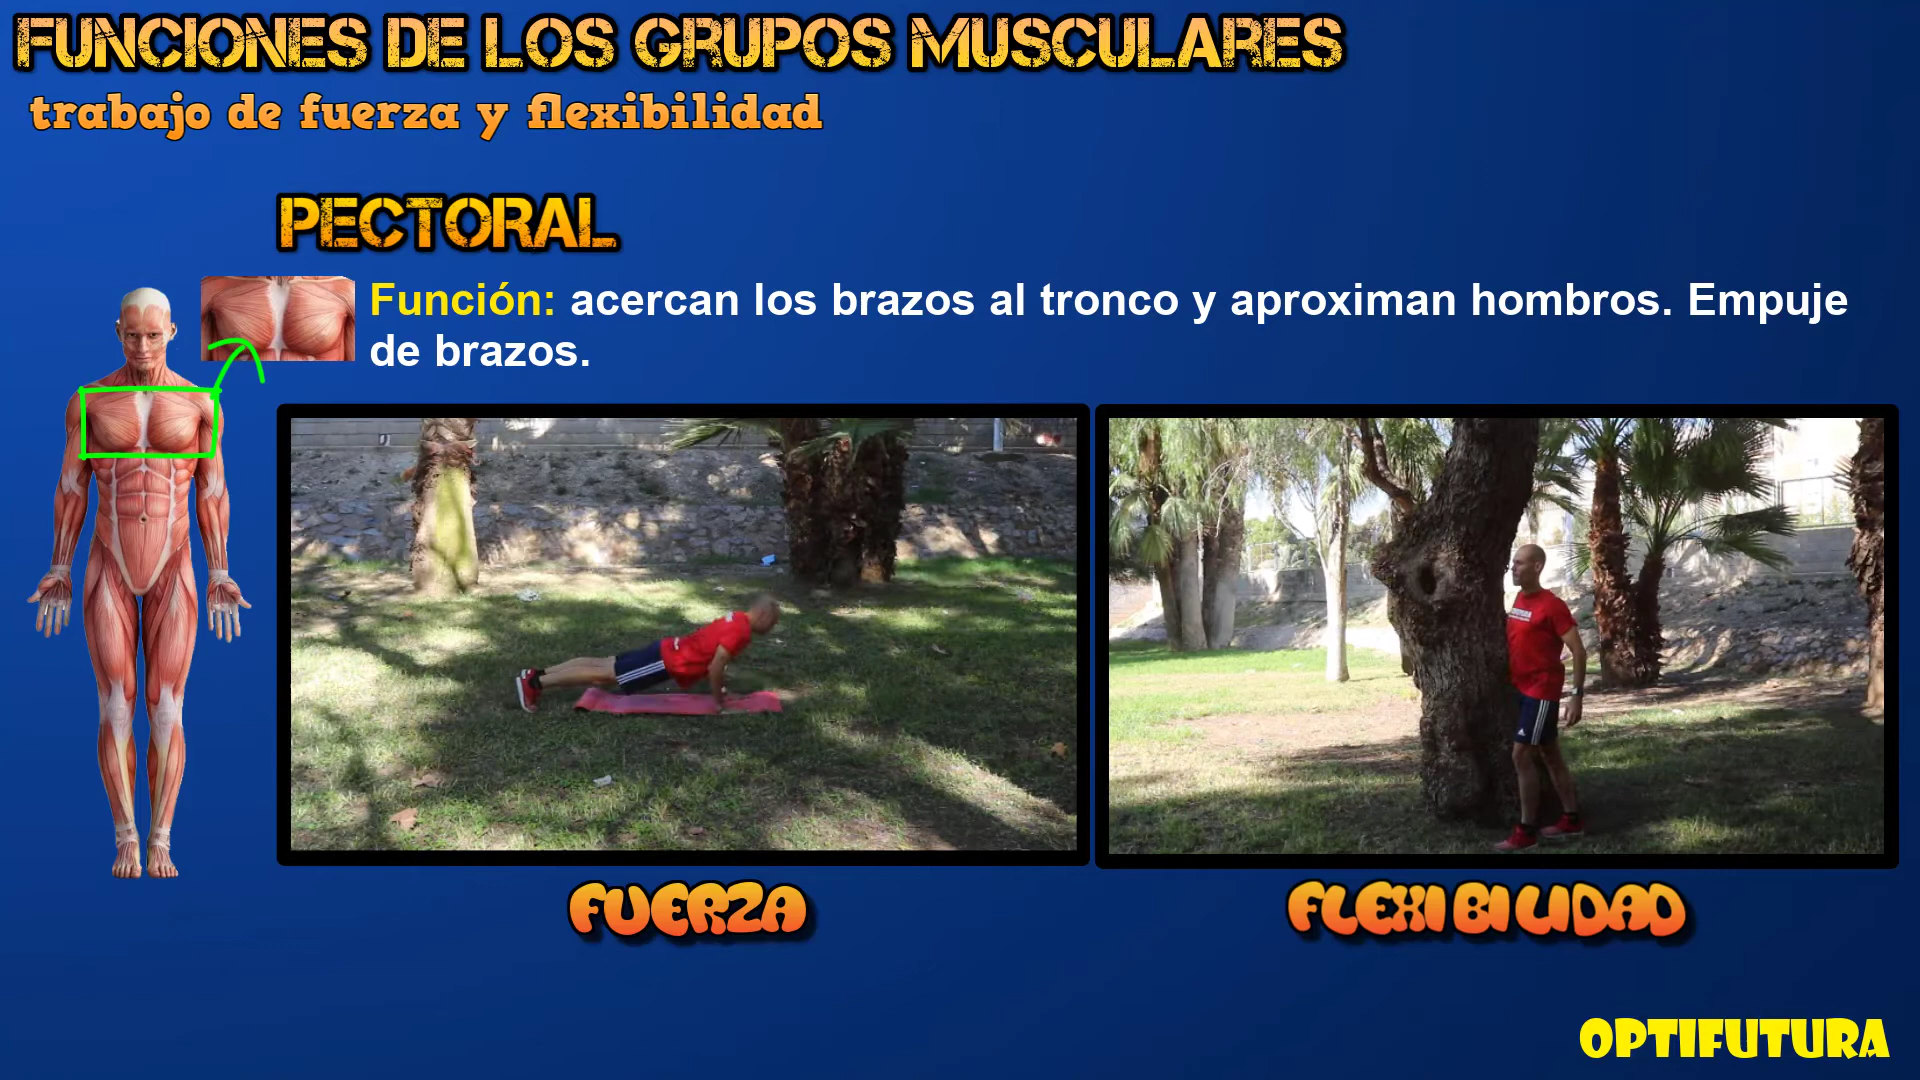 FUNCIONES DE LOS GRUPOS MUSCULARES
trabajo de fuerza y flexibilidad
PECTORAL
Función: acercan los brazos al tronco y aproximan hombros. Empuje
de brazos.
FUERZA
FLEXIBILIDAD
OPTIFUTURA